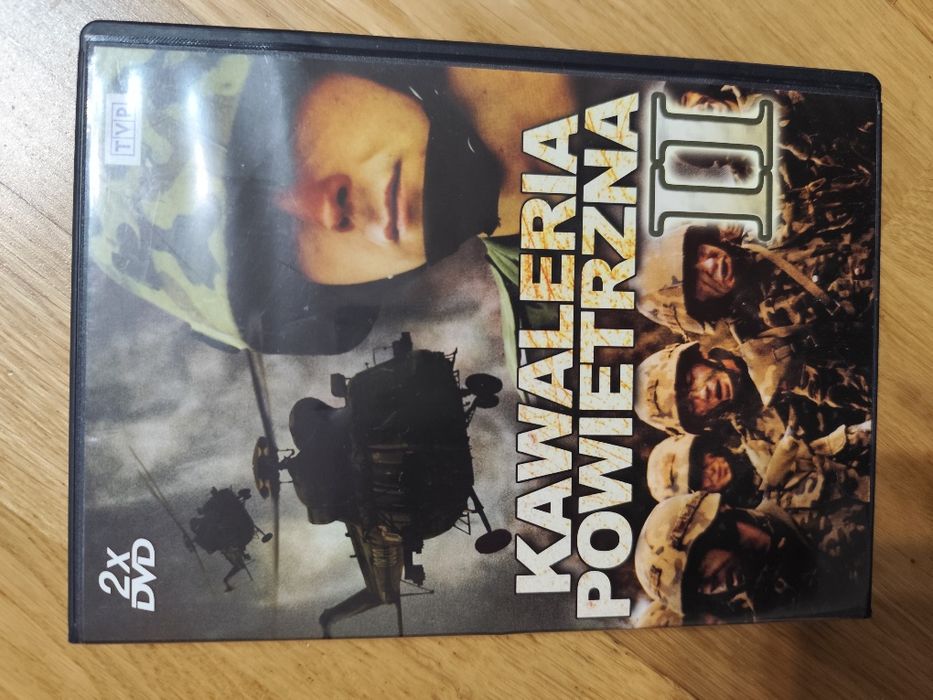 2x
DVD
TVP
KAWALERIA
POWIETRZNA
II